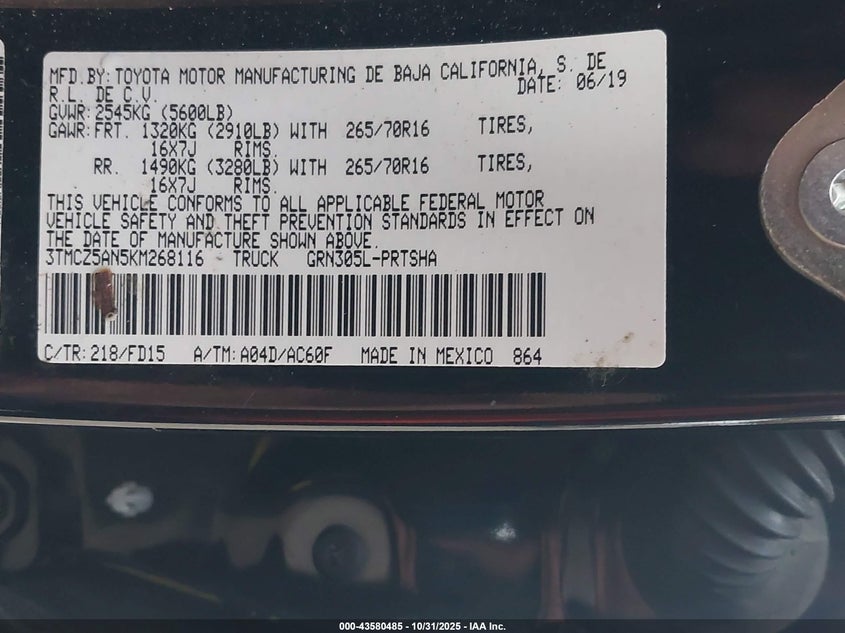 MFD.BY: TOYOTA MOTOR MANUFACTURING DE BAJA CALIFORNIA, S. DE
R.L. DE C.V. DATE: 06/19
GVWR: 2545KG (5600LB)
GAWR: FRT. 1320KG (2910LB) WITH 265/70R16 TIRES,
16X7J RIMS.
RR. 1490KG (3280LB) WITH 265/70R16 TIRES,
16X7J RIMS.
THIS VEHICLE CONFORMS TO ALL APPLICABLE FEDERAL MOTOR
VEHICLE SAFETY AND THEFT PREVENTION STANDARDS IN EFFECT ON
THE DATE OF MANUFACTURE SHOWN ABOVE.
3TMCZ5AN5KM268116 TRUCK GRN305L-PRTSHA
C/TR: 218/FD15 A/TM: A04D/AC60F MADE IN MEXICO 864
000-43580485 - 10/31/2025 - IAA Inc.